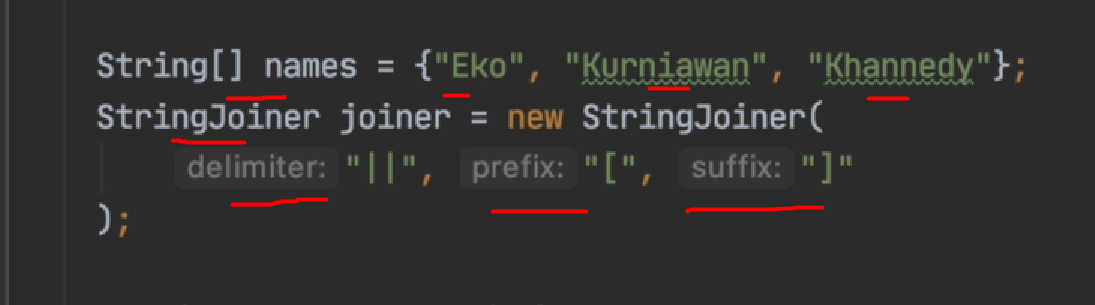 String[] names = {"Eko", "Kurniawan", "Khannedy"};
StringJoiner joiner = new StringJoiner(
delimiter: "||", prefix: "[", suffix: "]"
);